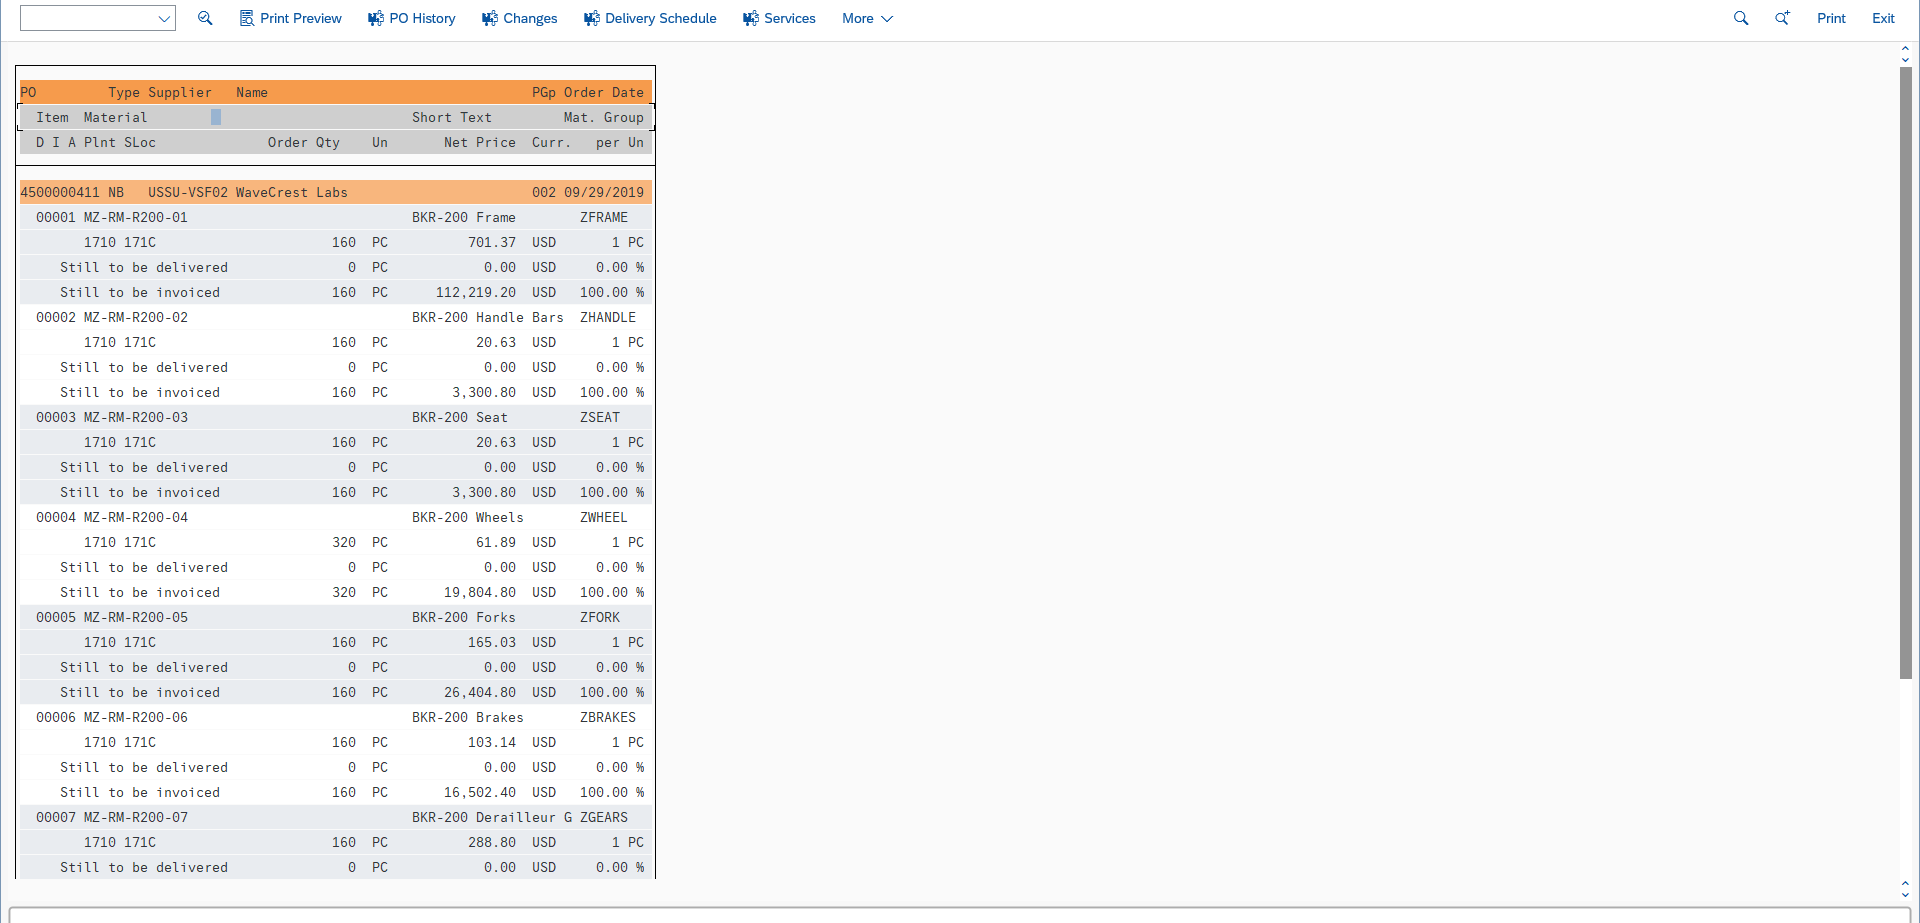 Print Preview PO History Changes Delivery Schedule Services More Print Exit
PO Type Supplier Name PGp Order Date
Item Material Short Text Mat. Group
D I A Plnt SLoc Order Qty Un Net Price Curr. per Un
4500000411 NB USSU-VSF02 WaveCrest Labs 002 09/29/2019
00001 MZ-RM-R200-01 BKR-200 Frame ZFRAME
1710 171C 160 PC 701.37 USD 1 PC
Still to be delivered 0 PC 0.00 USD 0.00 %
Still to be invoiced 160 PC 112,219.20 USD 100.00 %
00002 MZ-RM-R200-02 BKR-200 Handle Bars ZHANDLE
1710 171C 160 PC 20.63 USD 1 PC
Still to be delivered 0 PC 0.00 USD 0.00 %
Still to be invoiced 160 PC 3,300.80 USD 100.00 %
00003 MZ-RM-R200-03 BKR-200 Seat ZSEAT
1710 171C 160 PC 20.63 USD 1 PC
Still to be delivered 0 PC 0.00 USD 0.00 %
Still to be invoiced 160 PC 3,300.80 USD 100.00 %
00004 MZ-RM-R200-04 BKR-200 Wheels ZWHEEL
1710 171C 320 PC 61.89 USD 1 PC
Still to be delivered 0 PC 0.00 USD 0.00 %
Still to be invoiced 320 PC 19,804.80 USD 100.00 %
00005 MZ-RM-R200-05 BKR-200 Forks ZFORK
1710 171C 160 PC 165.03 USD 1 PC
Still to be delivered 0 PC 0.00 USD 0.00 %
Still to be invoiced 160 PC 26,404.80 USD 100.00 %
00006 MZ-RM-R200-06 BKR-200 Brakes ZBRAKES
1710 171C 160 PC 103.14 USD 1 PC
Still to be delivered 0 PC 0.00 USD 0.00 %
Still to be invoiced 160 PC 16,502.40 USD 100.00 %
00007 MZ-RM-R200-07 BKR-200 Derailleur G ZGEARS
1710 171C 160 PC 288.80 USD 1 PC
Still to be delivered 0 PC 0.00 USD 0.00 %